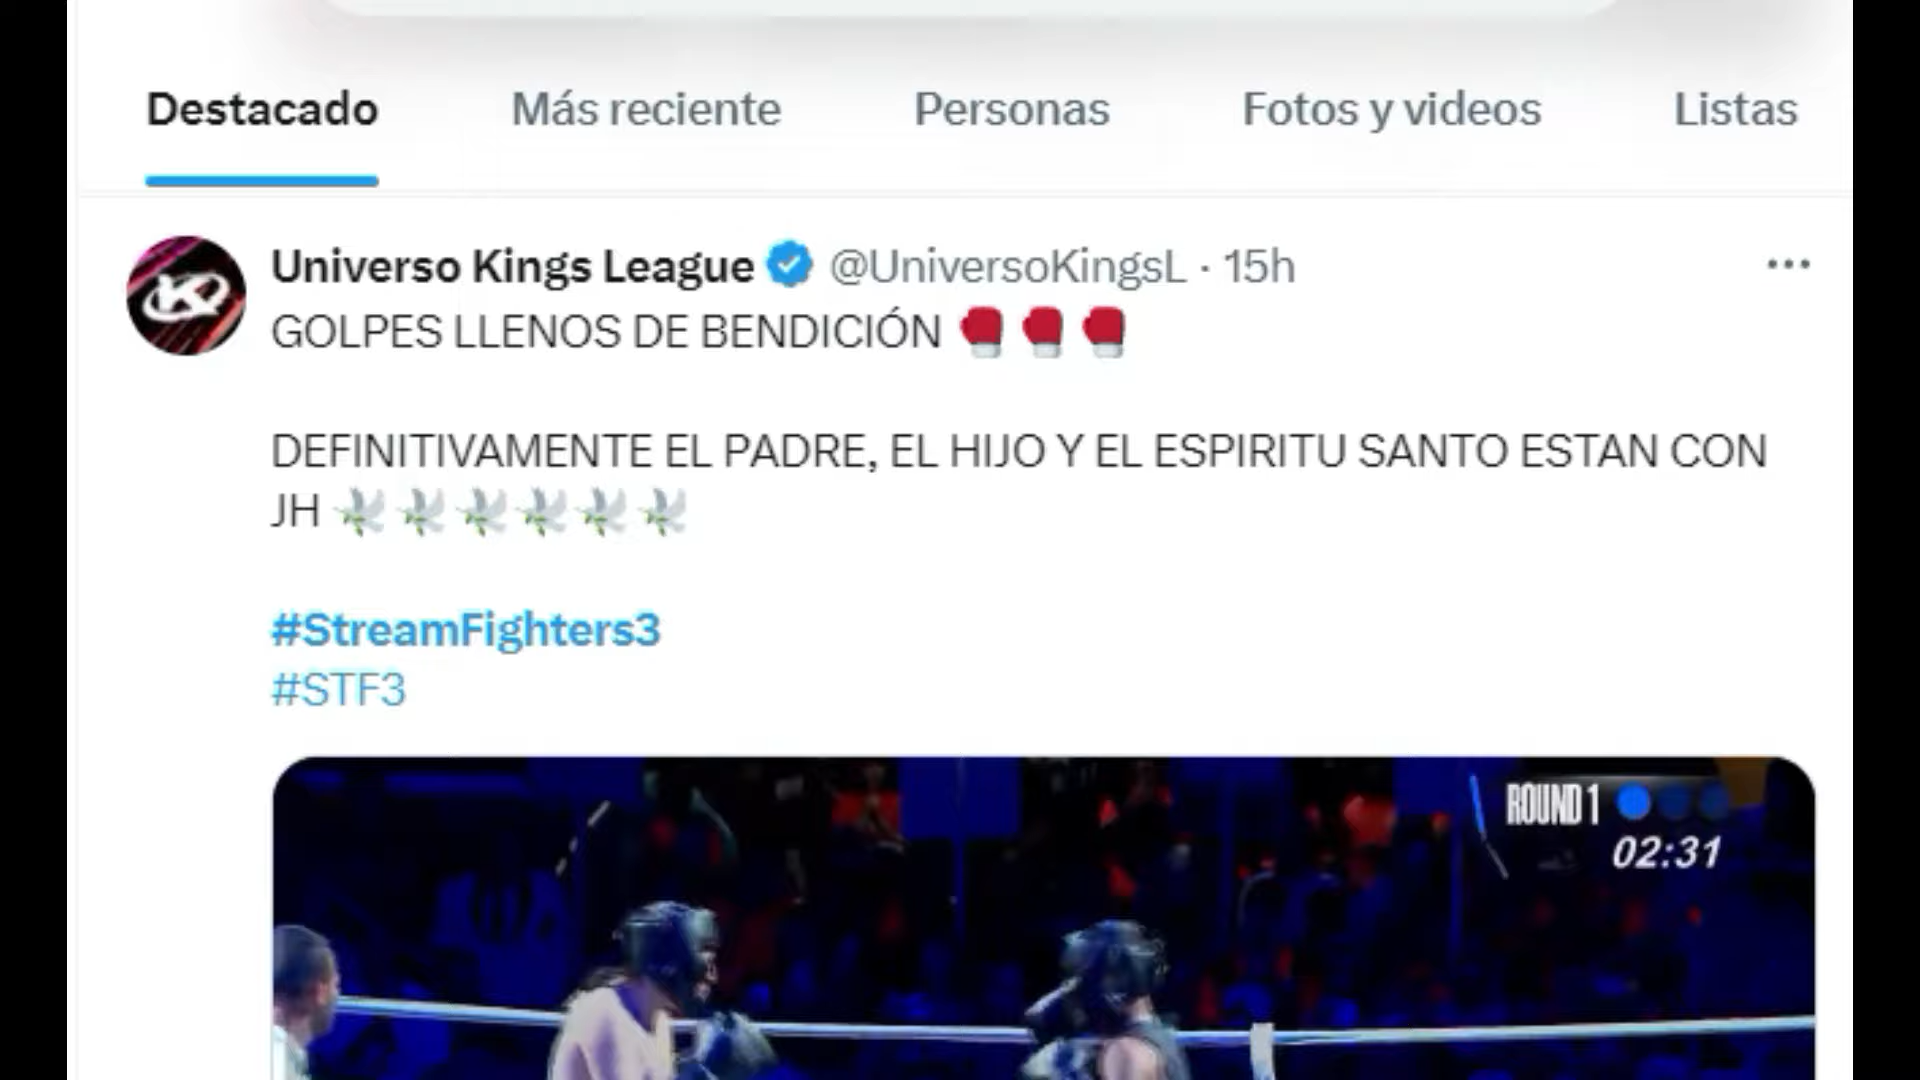 Destacado Más reciente Personas Fotos y videos Listas
Universo Kings League @UniversoKingsL · 15h
GOLPES LLENOS DE BENDICIÓN 🥊🥊🥊
DEFINITIVAMENTE EL PADRE, EL HIJO Y EL ESPIRITU SANTO ESTAN CON
JH 🕊️🕊️🕊️🕊️🕊️🕊️
#StreamFighters3
#STF3
ROUND 1
02:31